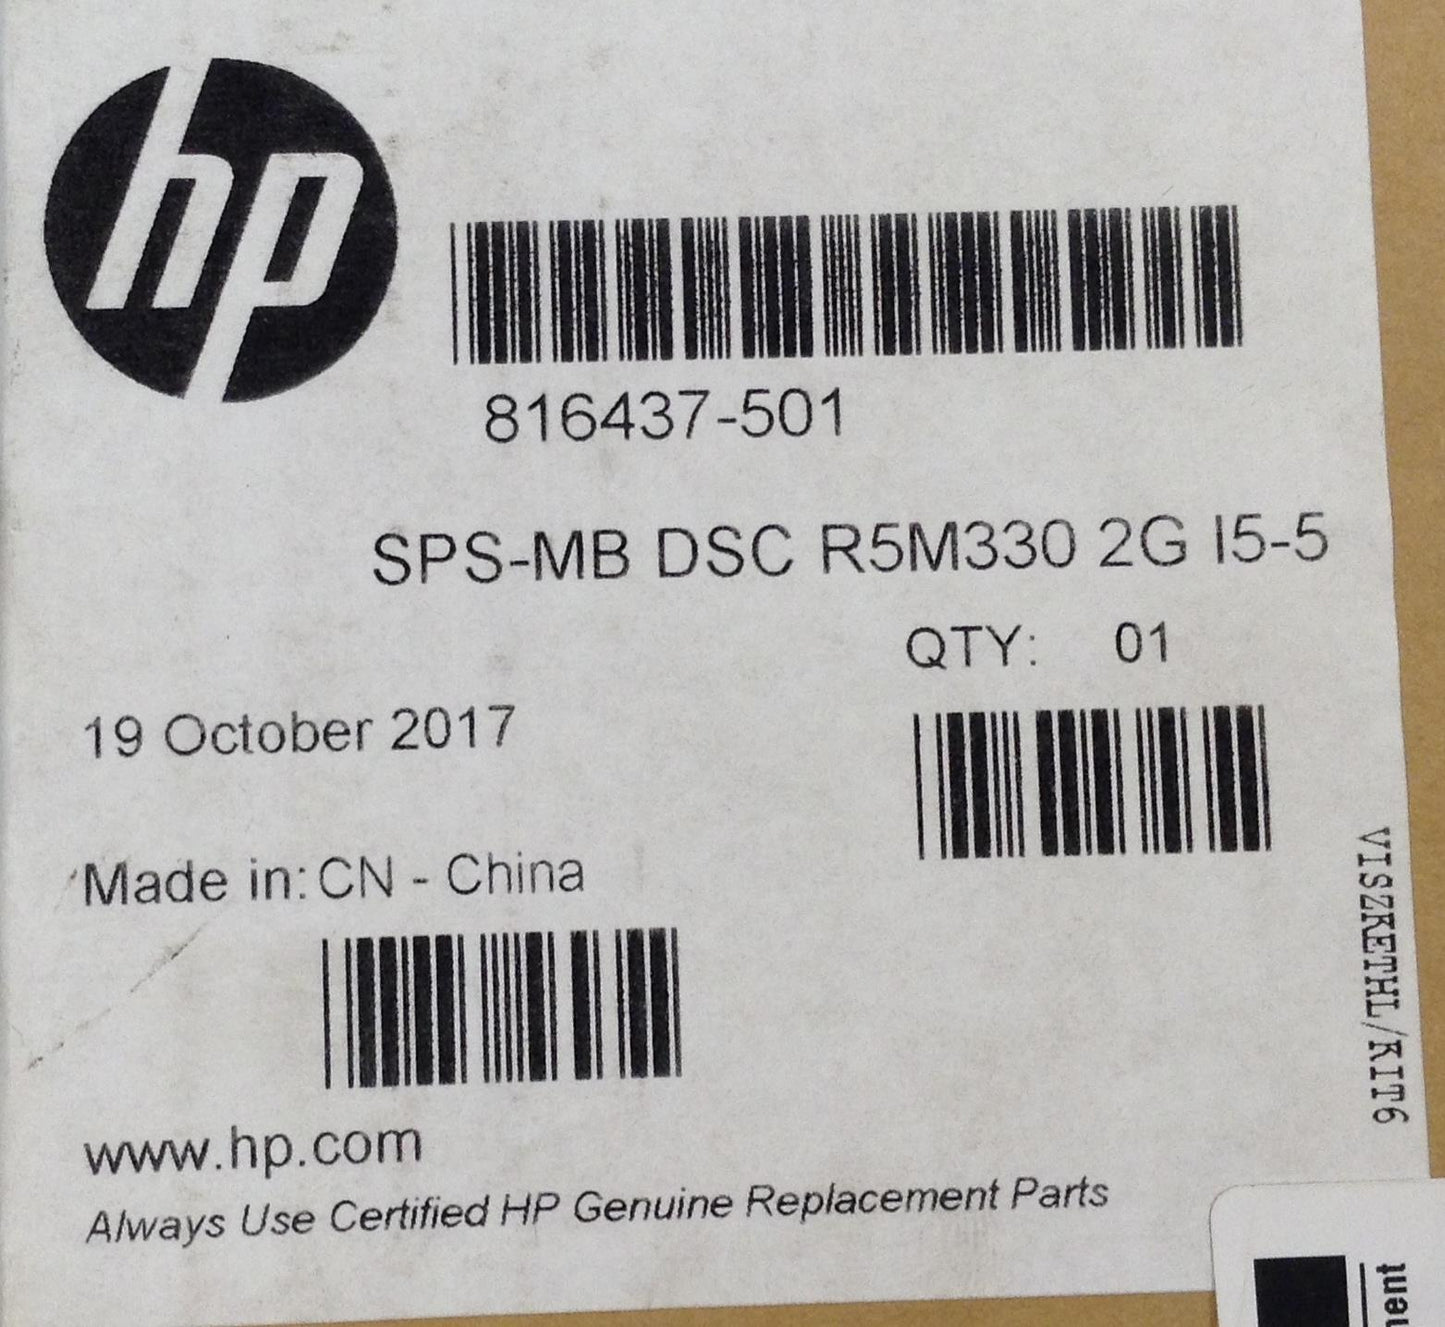 hp
816437-501
SPS-MB DSC R5M330 2G I5-5
QTY: 01
19 October 2017
Made in: CN - China
www.hp.com
Always Use Certified HP Genuine Replacement Parts
VISZKETHL/KIT6